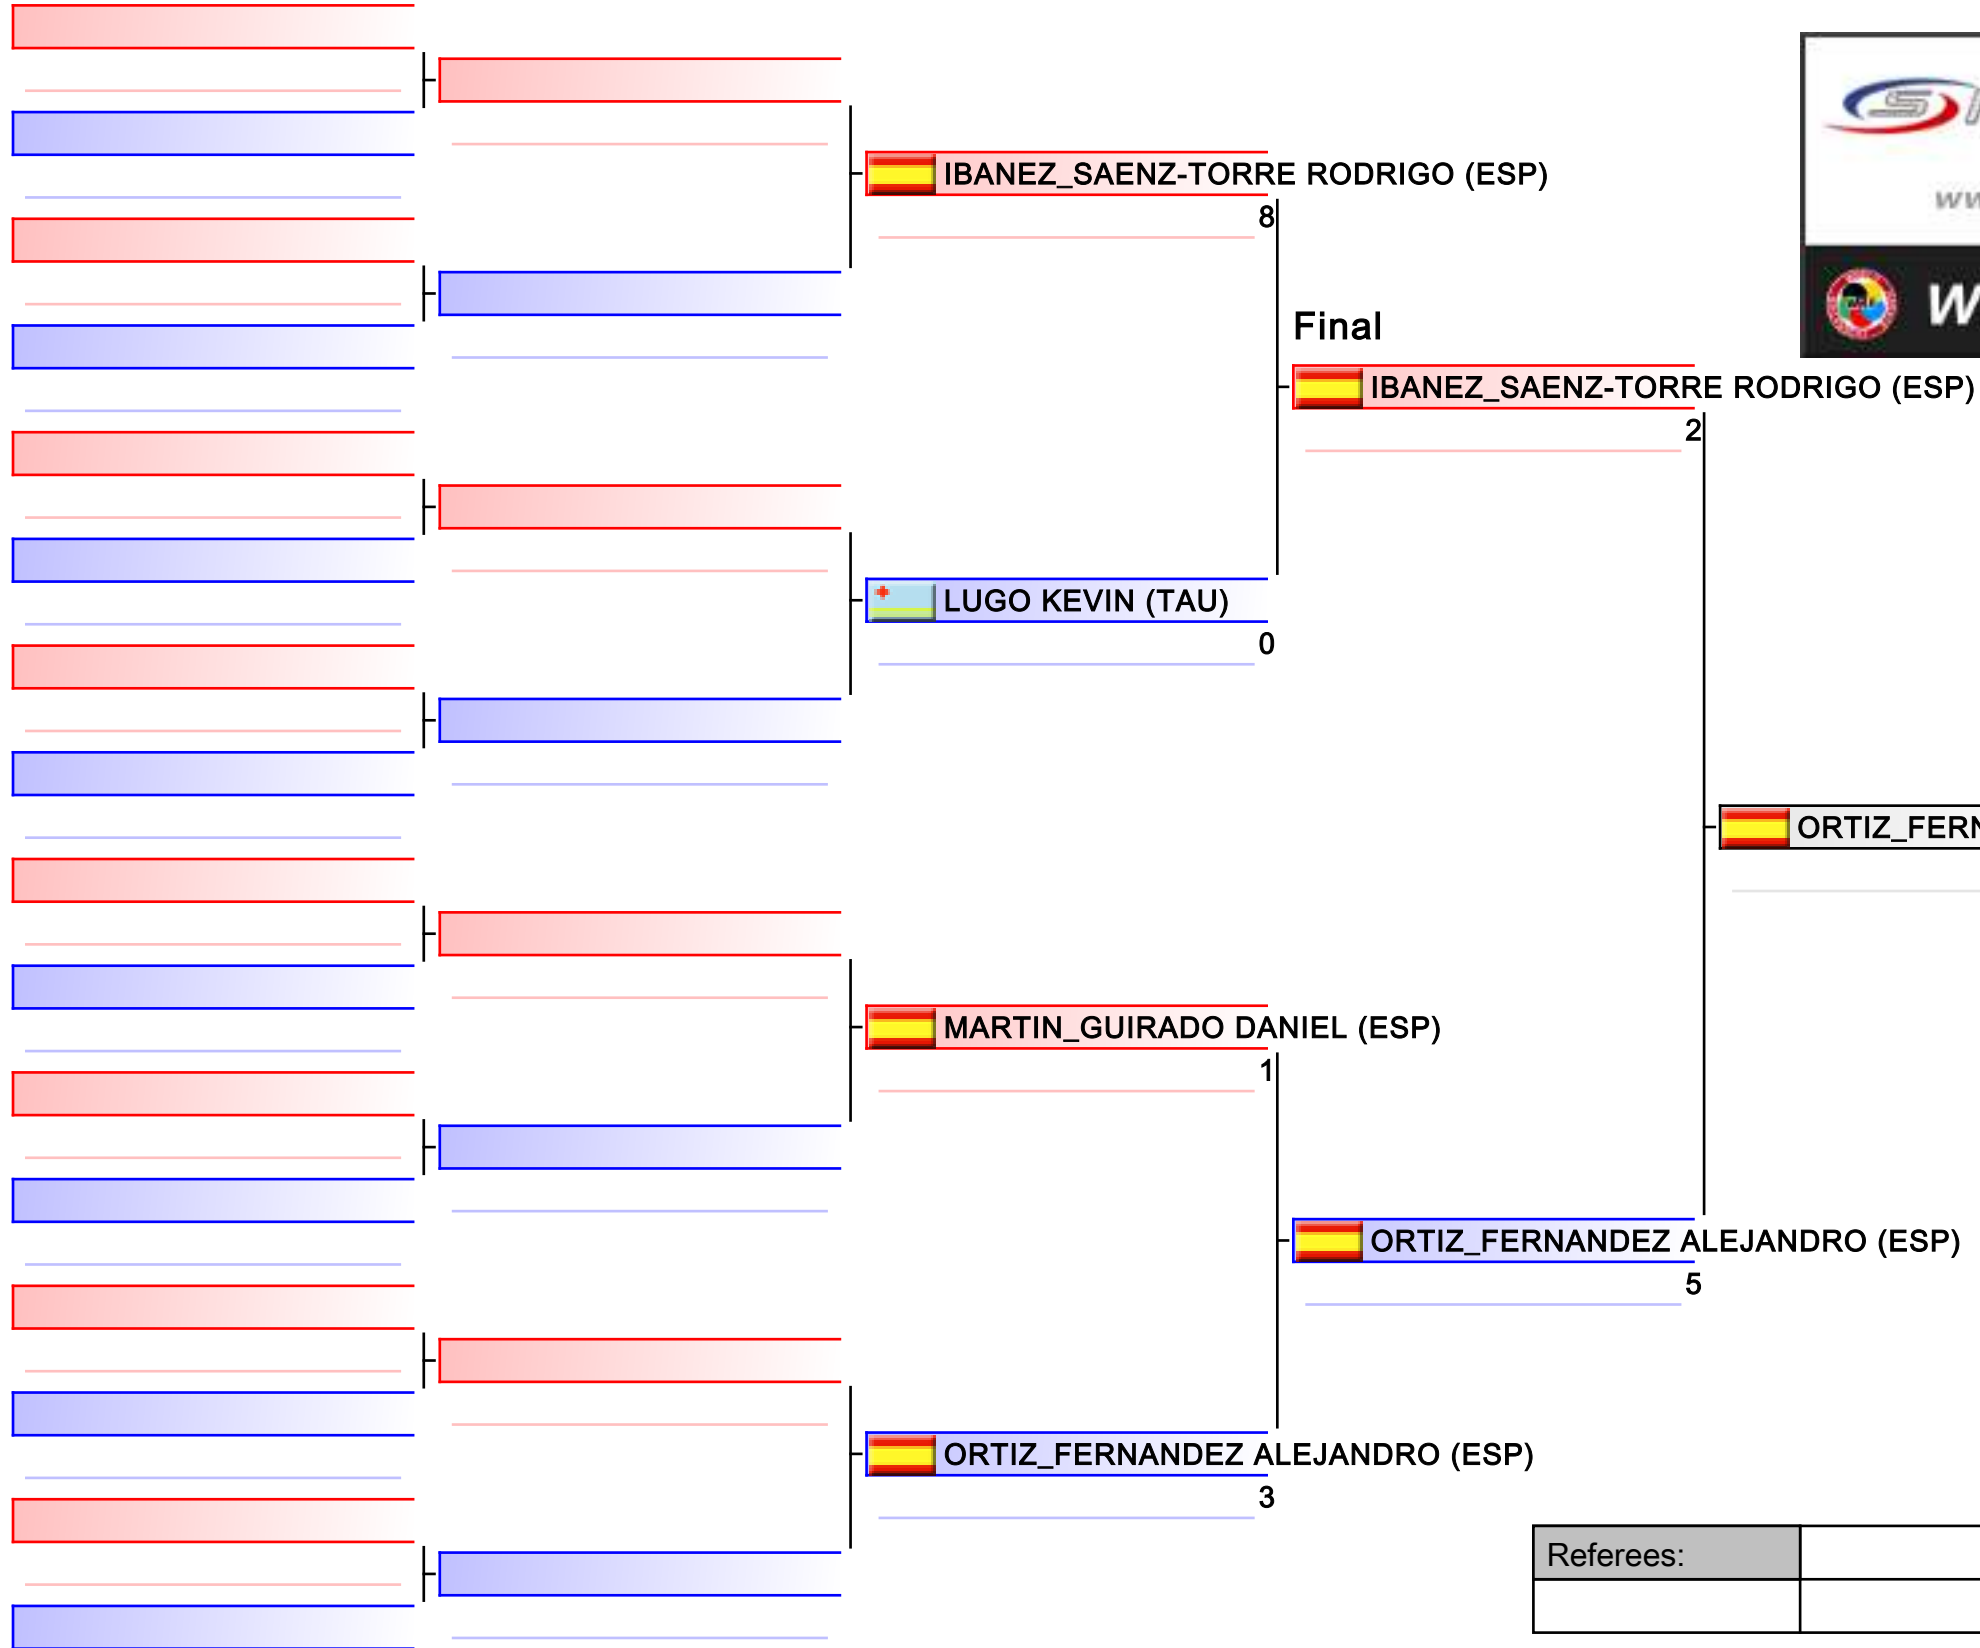 IBANEZ_SAENZ-TORRE RODRIGO (ESP)
8
Final
IBANEZ_SAENZ-TORRE RODRIGO (ESP)
2
LUGO KEVIN (TAU)
0
ORTIZ_FERN
MARTIN_GUIRADO DANIEL (ESP)
1
ORTIZ_FERNANDEZ ALEJANDRO (ESP)
5
ORTIZ_FERNANDEZ ALEJANDRO (ESP)
3
Referees: